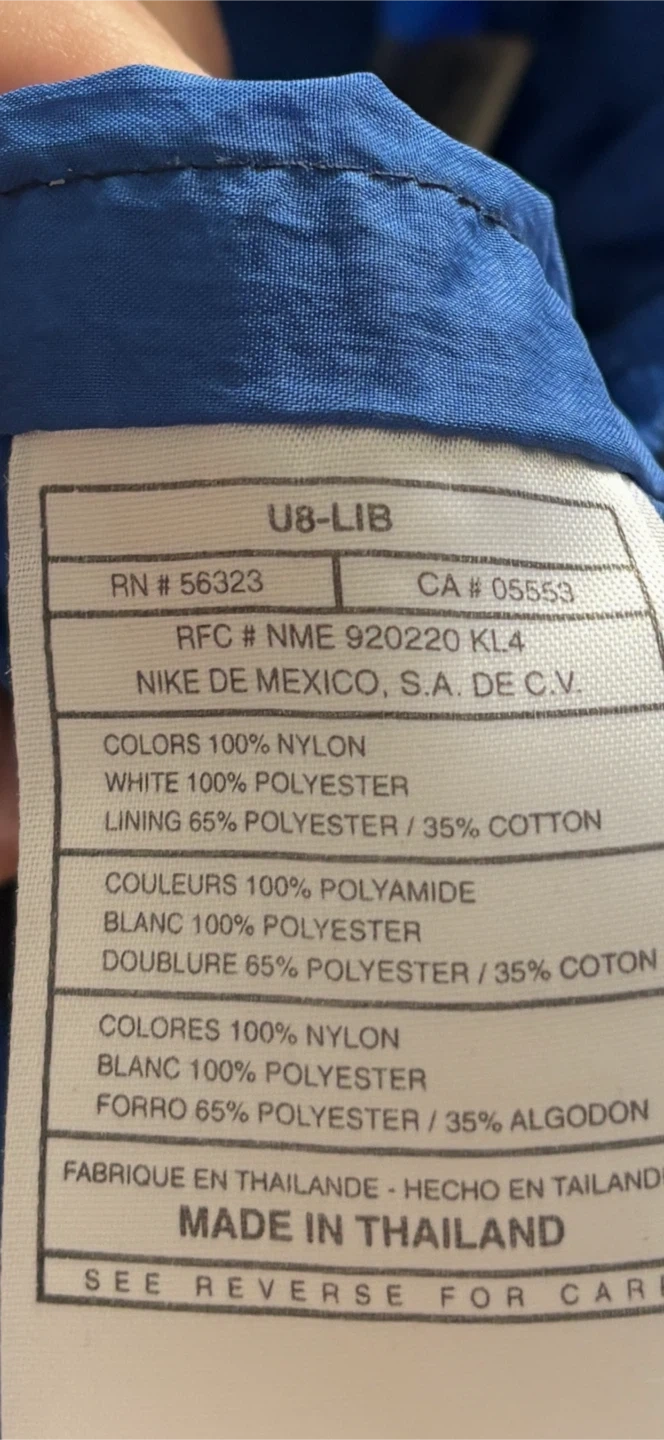 U8-LIB
RN # 56323 CA # 05553
RFC # NME 920220 KL4
NIKE DE MEXICO, S.A. DE C.V.
COLORS 100% NYLON
WHITE 100% POLYESTER
LINING 65% POLYESTER / 35% COTTON
COULEURS 100% POLYAMIDE
BLANC 100% POLYESTER
DOUBLURE 65% POLYESTER / 35% COTON
COLORES 100% NYLON
BLANC 100% POLYESTER
FORRO 65% POLYESTER / 35% ALGODON
FABRIQUE EN THAILANDE - HECHO EN TAILAND
MADE IN THAILAND
SEE REVERSE FOR CAR